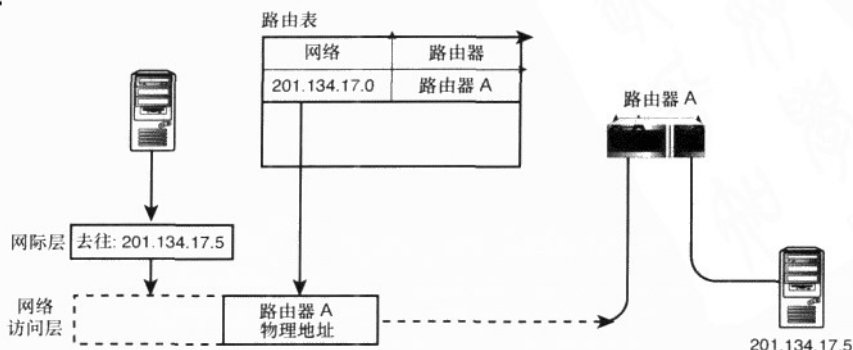 路由表
网络 路由器
201.134.17.0 路由器 A
路由器 A
网际层 去往: 201.134.17.5
网络
访问层
路由器 A
物理地址
201.134.17.5